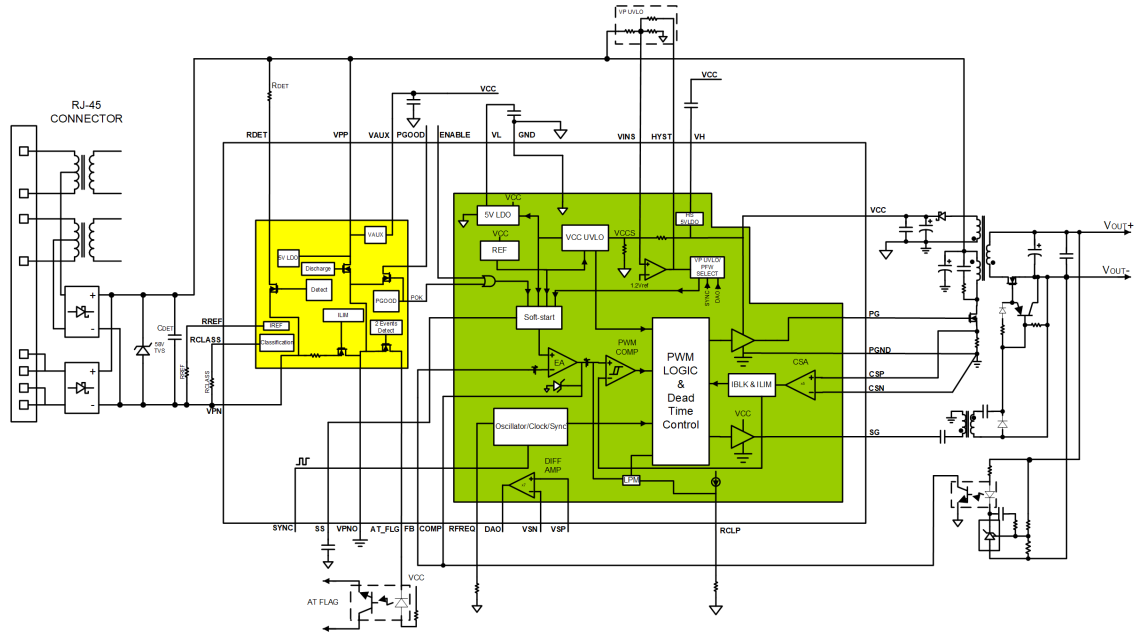 VP UVLO
RJ-45
CONNECTOR
RDET
VCC
VCC
RDET
VPP
VAUX
PGOOD
ENABLE
VL
GND
VINS
HYST
VH
VAUX
5V LDO
Discharge
Detect
PGOOD
POK
ILIM
IREF
2 Events
Detect
Classification
VCC
5V LDO
VCC
REF
VCC UVLO
VCCS
HS
5VLDO
1.2Vref
VP UVLO
PFW
SELECT
SYNC
DAO
Soft-start
EA
PWM
COMP
PWM
LOGIC
&
Dead
Time
Control
CSA
IBLK & ILIM
VCC
Oscillator/Clock/Sync
DIFF
AMP
LPM
VCC
PG
PGND
CSP
CSN
SG
VOUT+
VOUT-
+
-
+
-
58V
TVS
CDET
RREF
RCLASS
RREF
RCLASS
VPN
SYNC
SS
VPNO
AT_FLG
FB
COMP
RFREQ
DAO
VSN
VSP
RCLP
VCC
AT FLAG